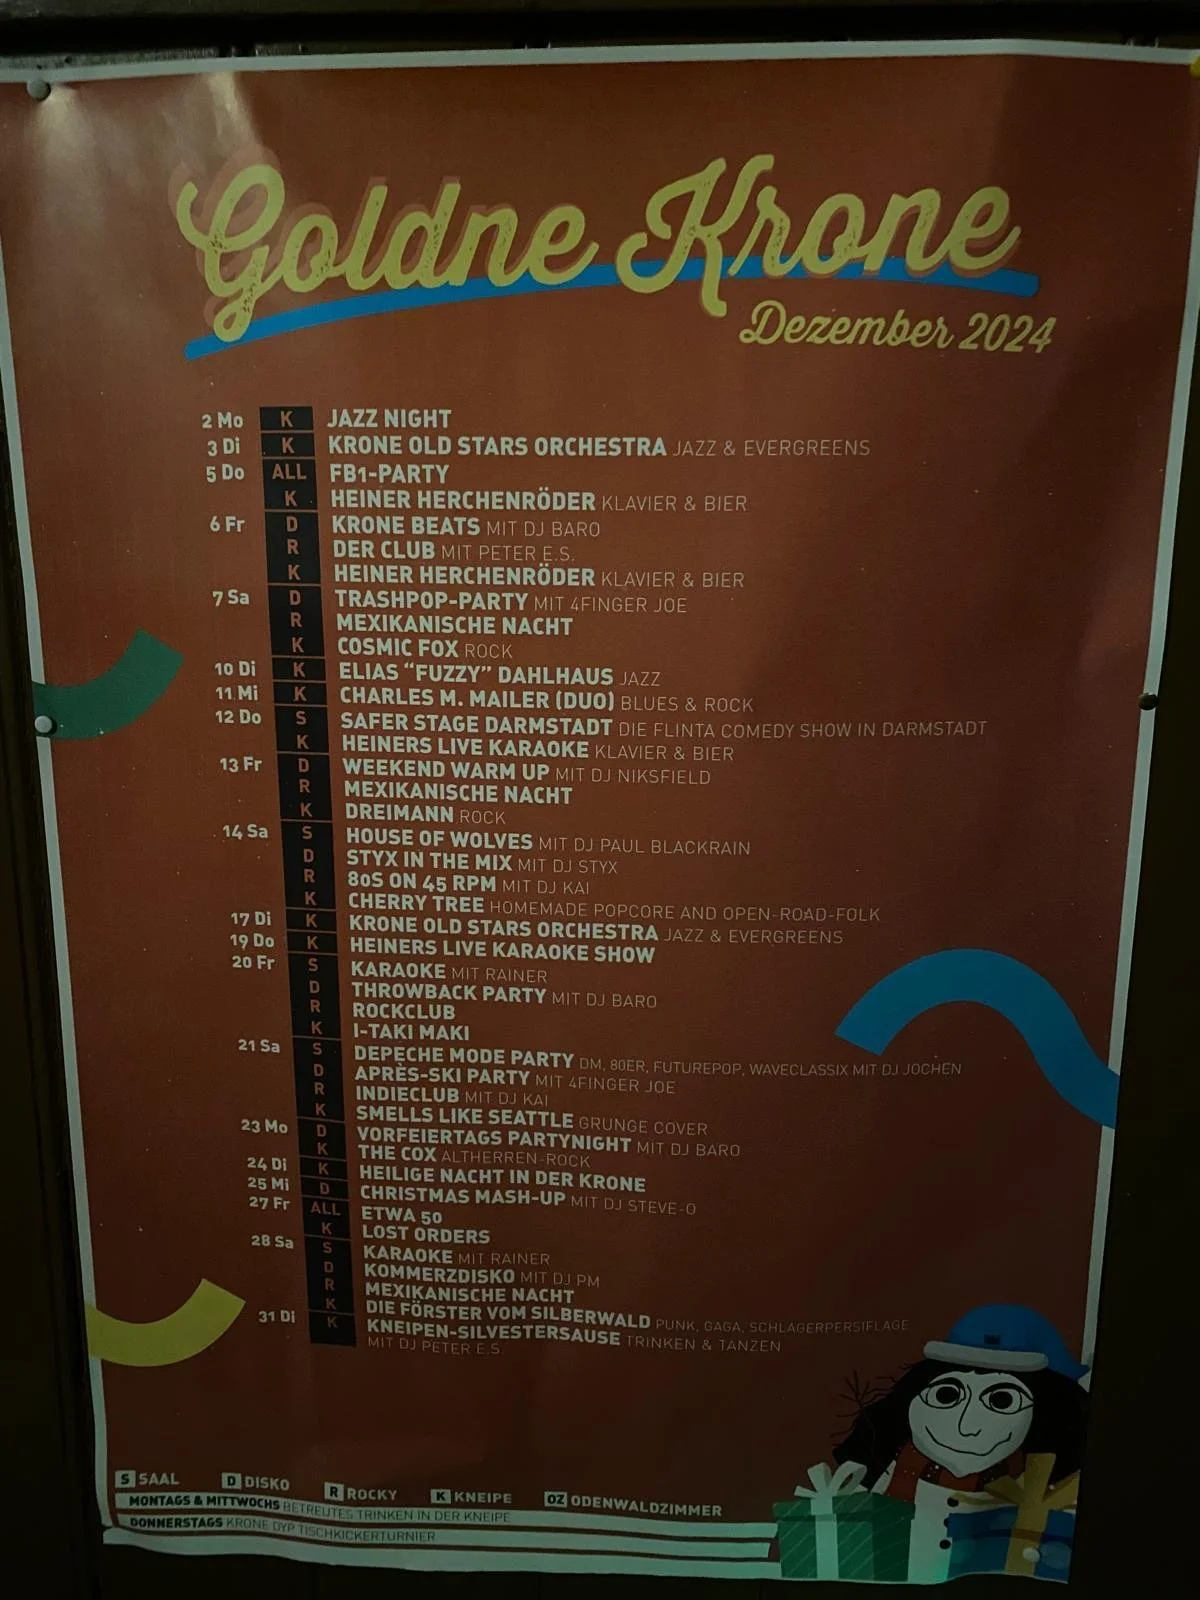 Goldne Krone
Dezember 2024
2 Mo K JAZZ NIGHT
3 Di K KRONE OLD STARS ORCHESTRA JAZZ & EVERGREENS
5 Do ALL FB1-PARTY
K HEINER HERCHENRÖDER KLAVIER & BIER
6 Fr D KRONE BEATS MIT DJ BARO
R DER CLUB MIT PETER E.S.
K HEINER HERCHENRÖDER KLAVIER & BIER
7 Sa D TRASHPOP-PARTY MIT 4FINGER JOE
R MEXIKANISCHE NACHT
K COSMIC FOX ROCK
10 Di K ELIAS “FUZZY” DAHLHAUS JAZZ
11 Mi K CHARLES M. MAILER (DUO) BLUES & ROCK
12 Do S SAFER STAGE DARMSTADT DIE FLINTA COMEDY SHOW IN DARMSTADT
K HEINERS LIVE KARAOKE KLAVIER & BIER
13 Fr D WEEKEND WARM UP MIT DJ NIKSFIELD
R MEXIKANISCHE NACHT
K DREIMANN ROCK
14 Sa S HOUSE OF WOLVES MIT DJ PAUL BLACKRAIN
D STYX IN THE MIX MIT DJ STYX
R 80S ON 45 RPM MIT DJ KAI
K CHERRY TREE HOMEMADE POPCORE AND OPEN-ROAD-FOLK
17 Di K KRONE OLD STARS ORCHESTRA JAZZ & EVERGREENS
19 Do K HEINERS LIVE KARAOKE SHOW
20 Fr S KARAOKE MIT RAINER
D THROWBACK PARTY MIT DJ BARO
R ROCKCLUB
K I-TAKI MAKI
21 Sa S DEPECHE MODE PARTY DM, 80ER, FUTUREPOP, WAVECLASSIX MIT DJ JOCHEN
D APRÈS-SKI PARTY MIT 4FINGER JOE
R INDIECLUB MIT DJ KAI
K SMELLS LIKE SEATTLE GRUNGE COVER
23 Mo D VORFEIERTAGS PARTYNIGHT MIT DJ BARO
K THE COX ALTHERREN-ROCK
24 Di K HEILIGE NACHT IN DER KRONE
25 Mi D CHRISTMAS MASH-UP MIT DJ STEVE-O
27 Fr ALL ETWA 50
K LOST ORDERS
28 Sa S KARAOKE MIT RAINER
D KOMMERZDISKO MIT DJ PM
R MEXIKANISCHE NACHT
K DIE FÖRSTER VOM SILBERWALD PUNK, GAGA, SCHLAGERPERSIFLAGE
31 Di K KNEIPEN-SILVESTERSAUSE TRINKEN & TANZEN
MIT DJ PETER E.S.
S SAAL D DISKO R ROCKY K KNEIPE OZ ODENWALDZIMMER
MONTAGS & MITTWOCHS BETREUTES TRINKEN IN DER KNEIPE
DONNERSTAGS KRONE DYP TISCHKICKERTURNIER